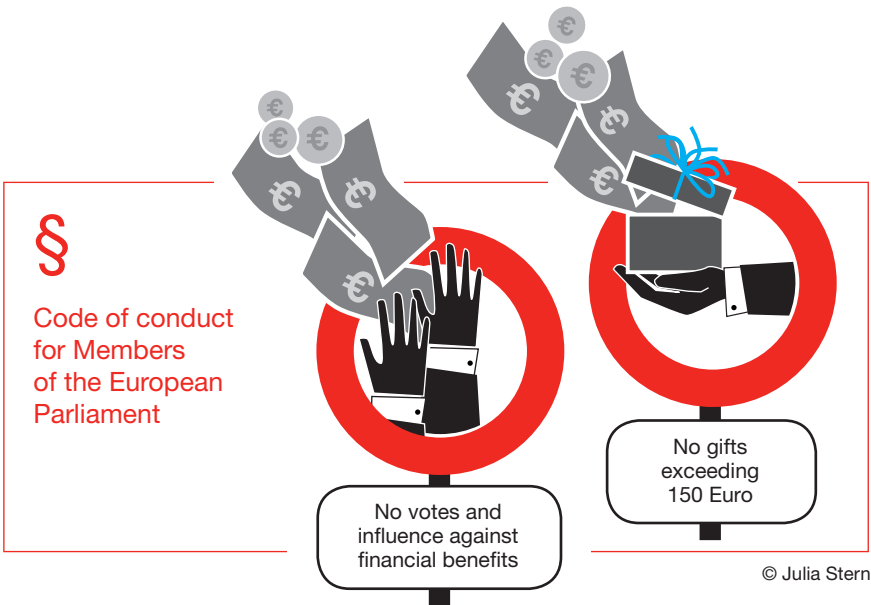 §
Code of conduct
for Members
of the European
Parliament
€
€
€
€
€
€
No votes and
influence against
financial benefits
€
€
€
€
€
€
No gifts
exceeding
150 Euro
© Julia Stern